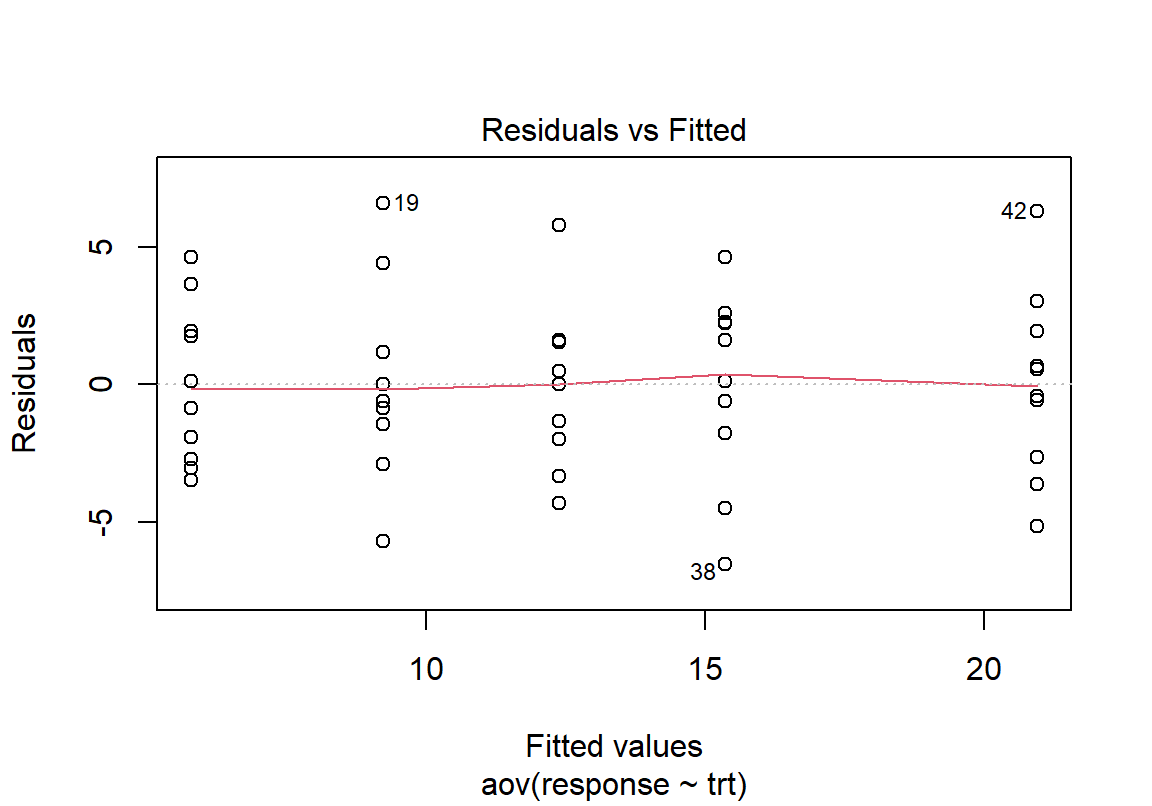 Residuals vs Fitted
Residuals
5
0
-5
19
42
38
10 15 20
Fitted values
aov(response ~ trt)